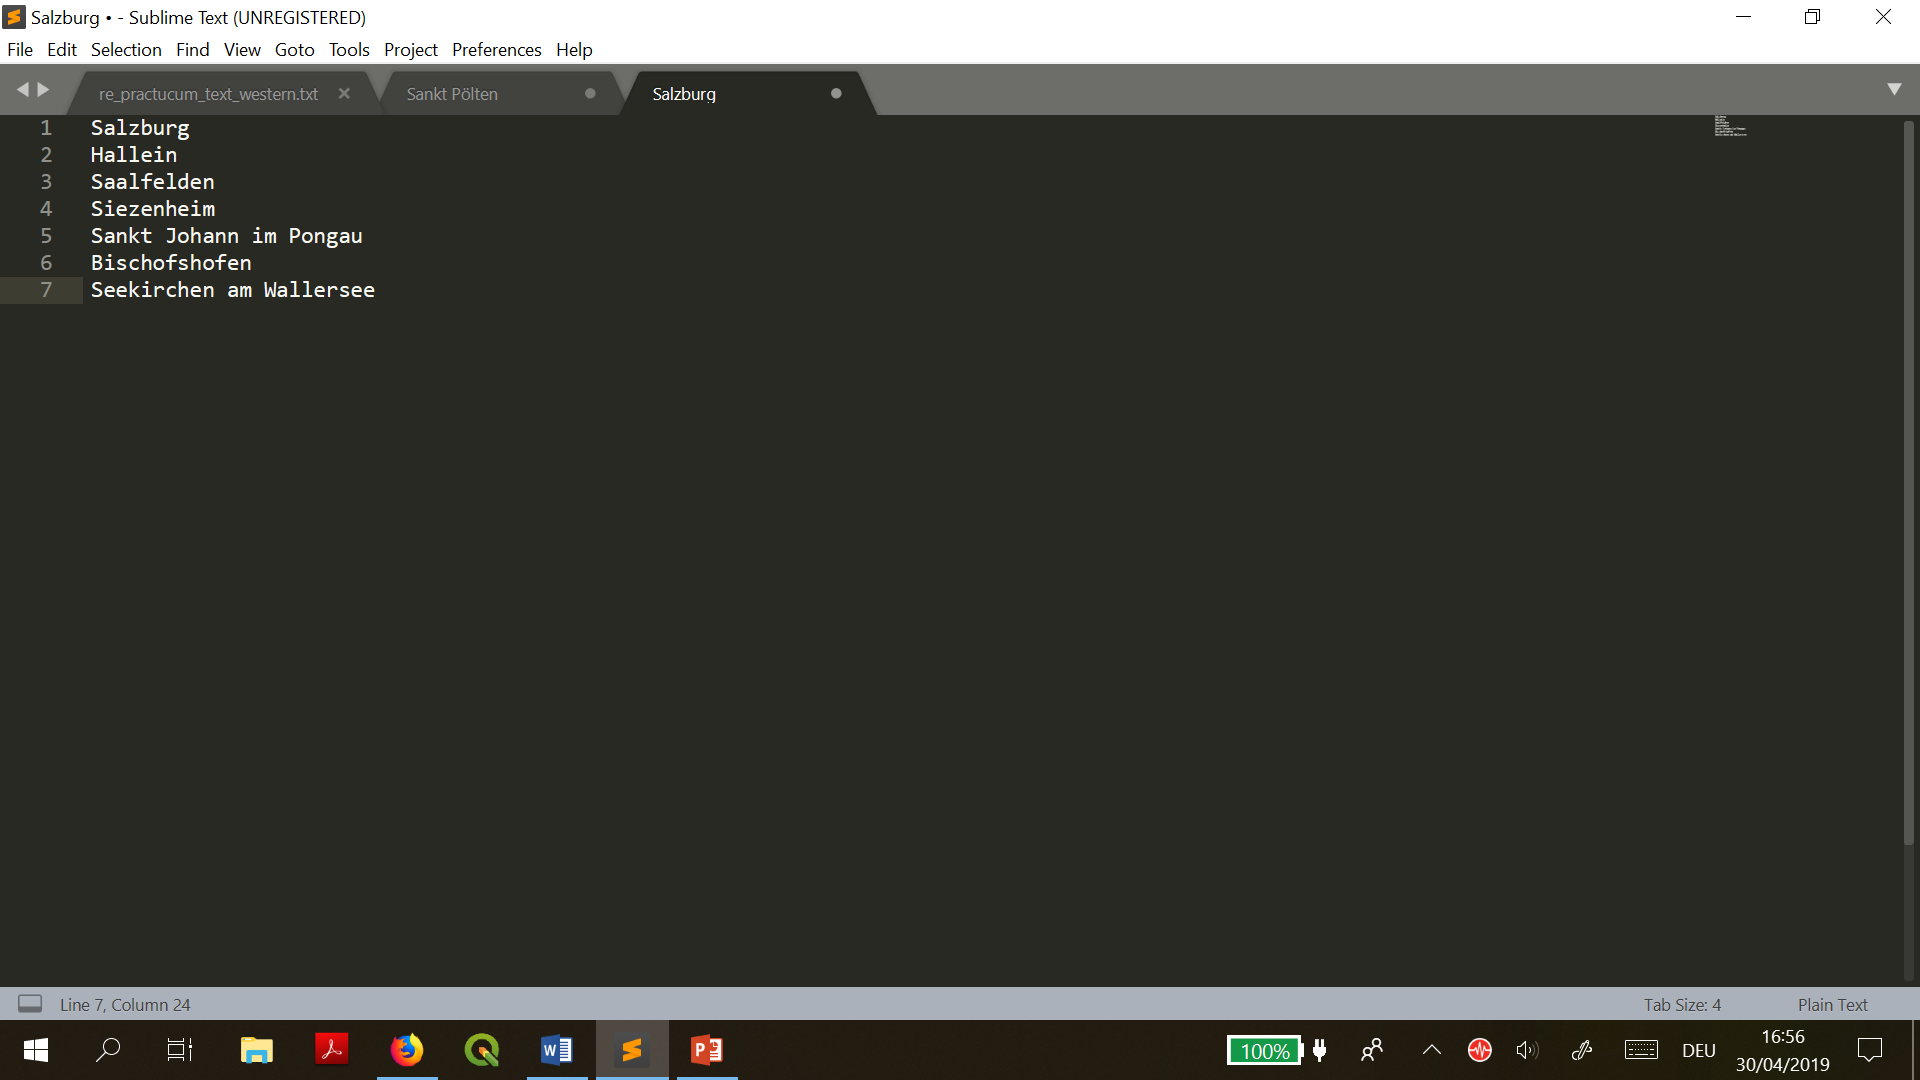 Salzburg • - Sublime Text (UNREGISTERED)
File Edit Selection Find View Goto Tools Project Preferences Help
re_practucum_text_western.txt Sankt Pölten Salzburg
1 Salzburg
2 Hallein
3 Saalfelden
4 Siezenheim
5 Sankt Johann im Pongau
6 Bischofshofen
7 Seekirchen am Wallersee
Line 7, Column 24 Tab Size: 4 Plain Text
100% DEU 16:56
30/04/2019